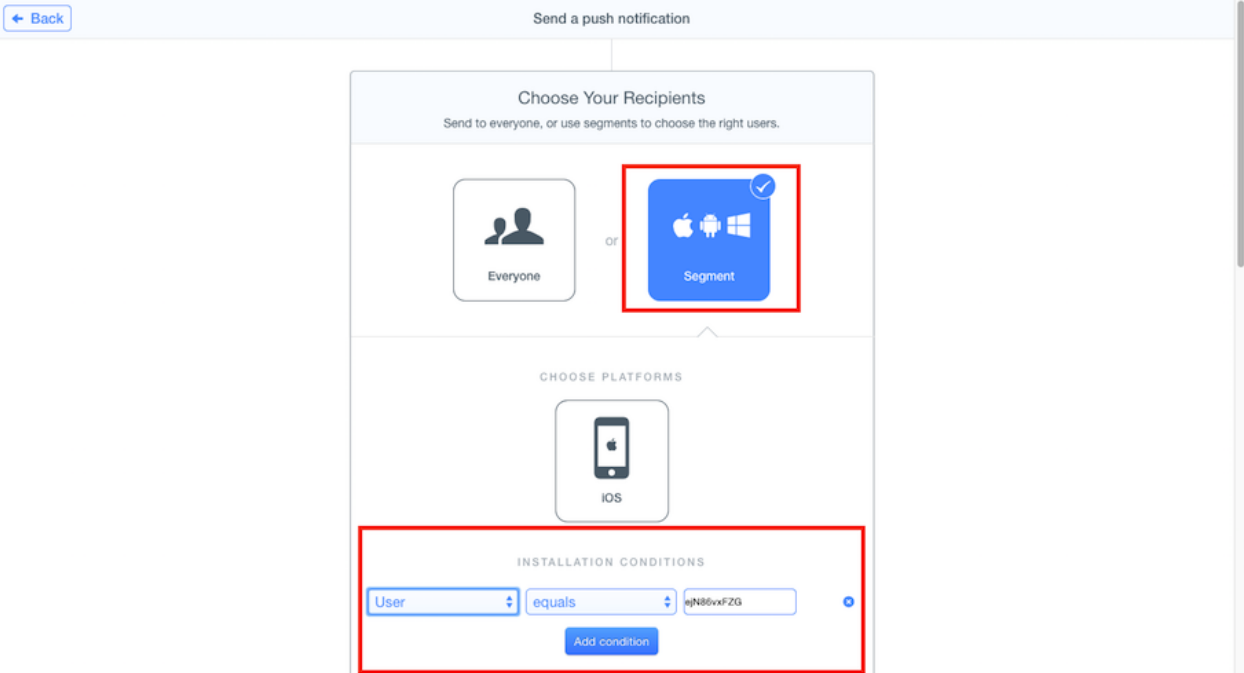 Back
Send a push notification
Choose Your Recipients
Send to everyone, or use segments to choose the right users.
Everyone
or
Segment
CHOOSE PLATFORMS
iOS
INSTALLATION CONDITIONS
User equals ejN86vxFZG
Add condition